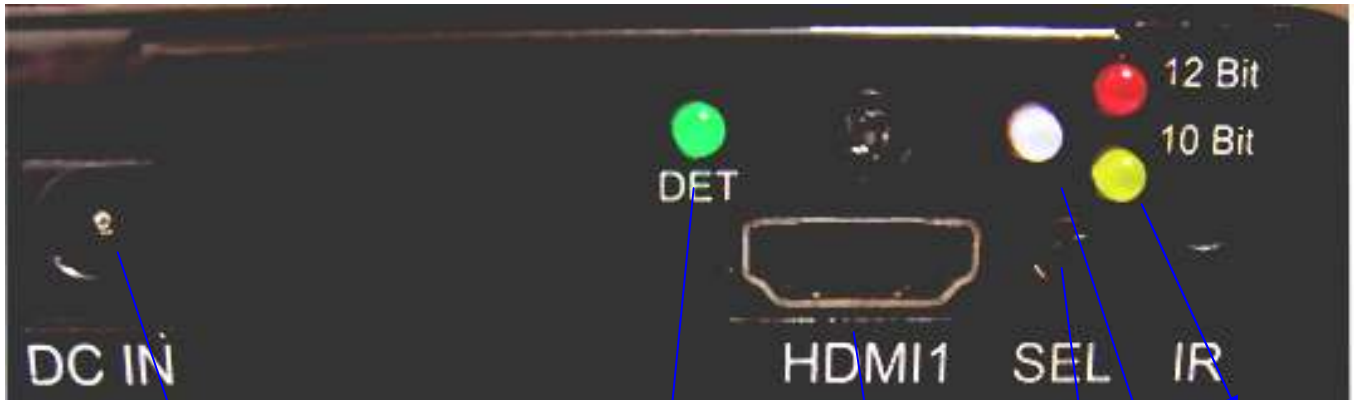 12 Bit
10 Bit
DET
DC IN
HDMI1
SEL
IR